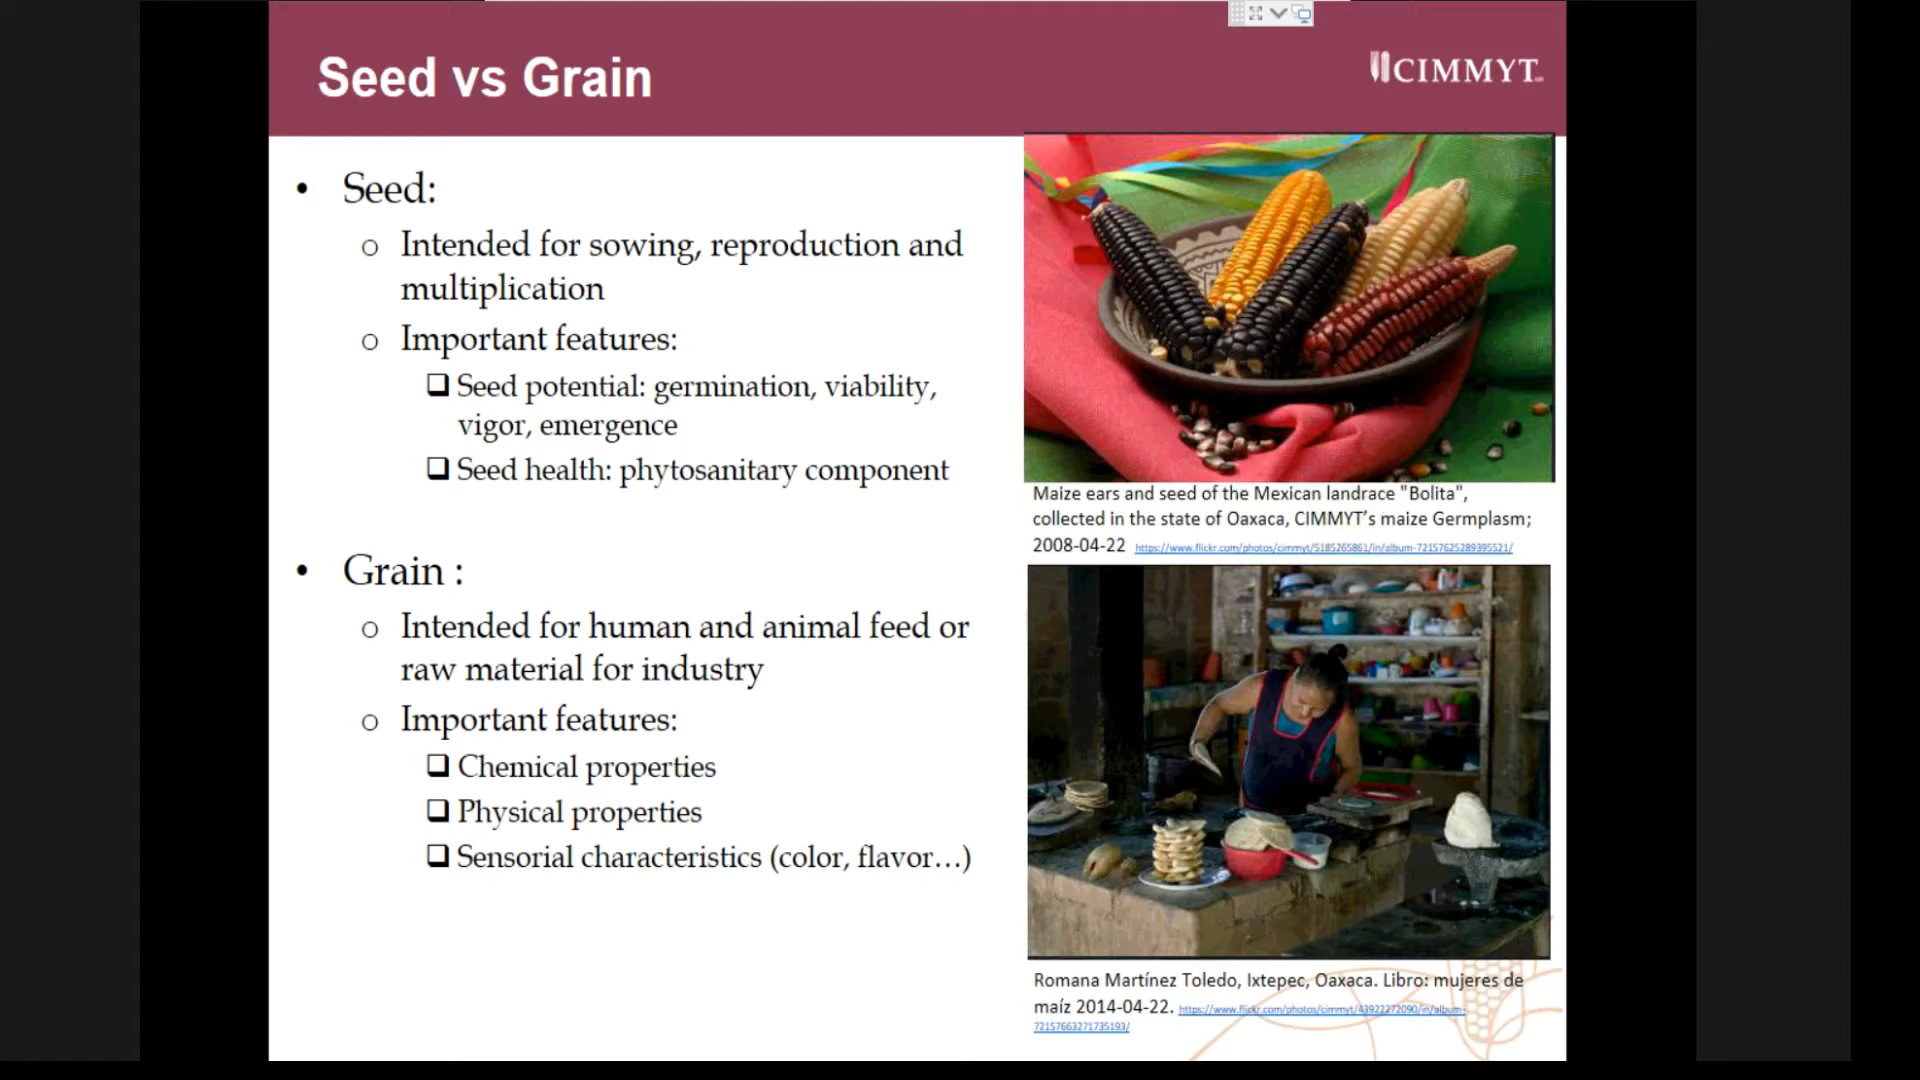 Seed vs Grain
CIMMYT
• Seed:
o Intended for sowing, reproduction and
multiplication
o Important features:
❑ Seed potential: germination, viability,
vigor, emergence
❑ Seed health: phytosanitary component
• Grain :
o Intended for human and animal feed or
raw material for industry
o Important features:
❑ Chemical properties
❑ Physical properties
❑ Sensorial characteristics (color, flavor…)
Maize ears and seed of the Mexican landrace "Bolita",
collected in the state of Oaxaca, CIMMYT's maize Germplasm;
2008-04-22 https://www.flickr.com/photos/cimmyt/5185265861/in/album-72157625289395521/
Romana Martínez Toledo, Ixtepec, Oaxaca. Libro: mujeres de
maíz 2014-04-22. https://www.flickr.com/photos/cimmyt/43922272090/in/album-
72157663271735193/